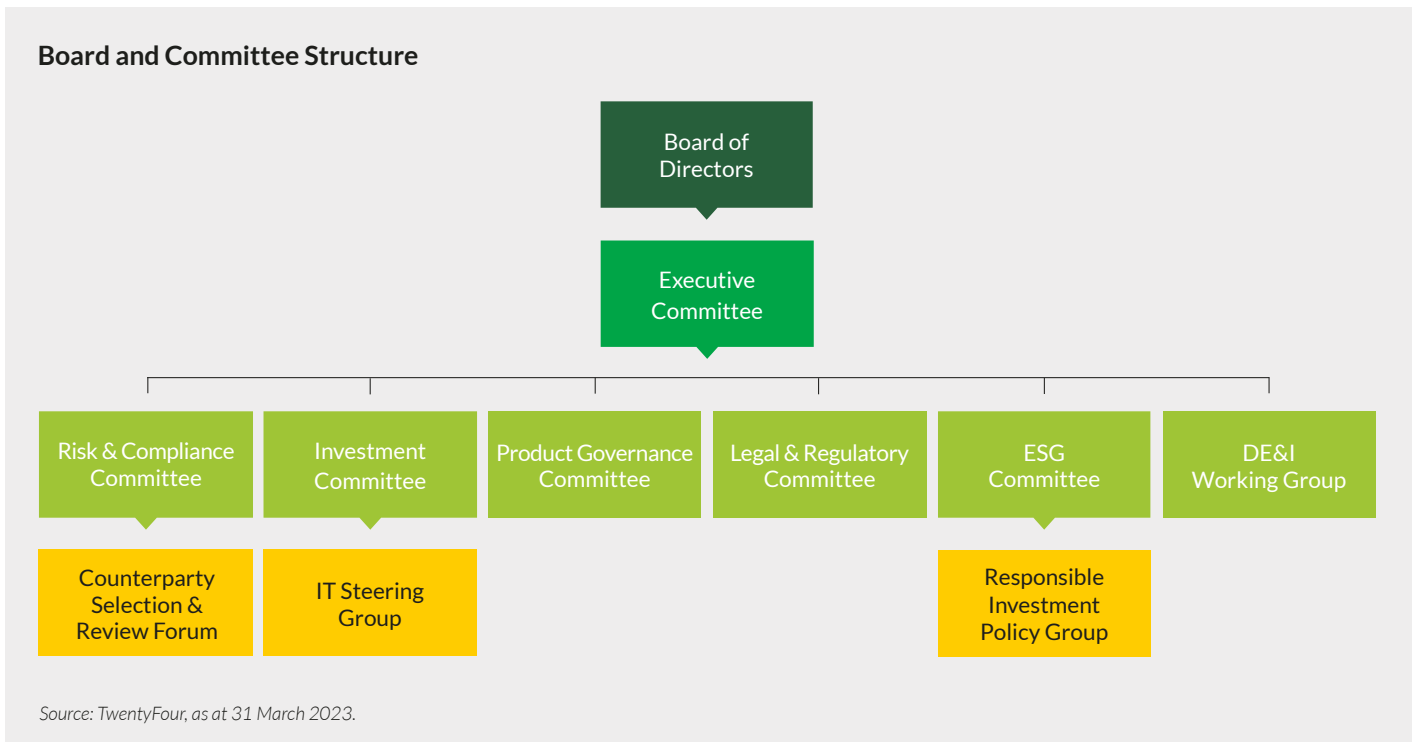 Board and Committee Structure
Board of
Directors
Executive
Committee
Risk & Compliance
Committee
Investment
Committee
Product Governance
Committee
Legal & Regulatory
Committee
ESG
Committee
DE&I
Working Group
Counterparty
Selection &
Review Forum
IT Steering
Group
Responsible
Investment
Policy Group
Source: TwentyFour, as at 31 March 2023.